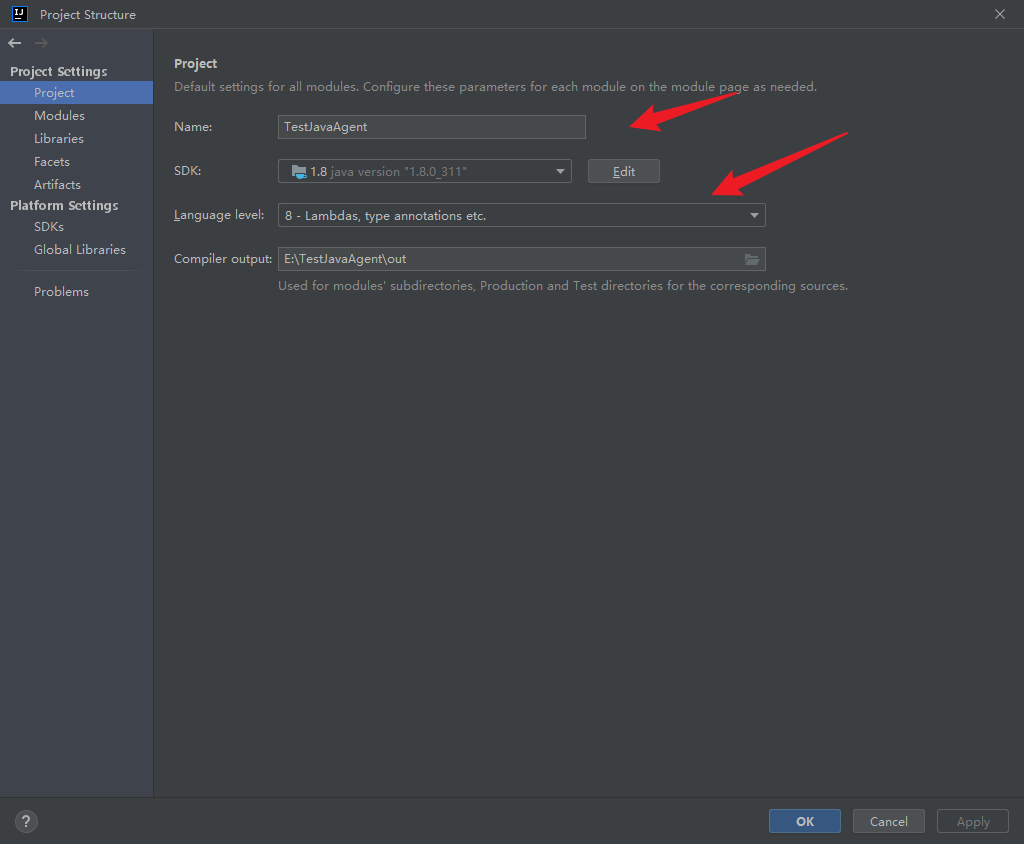 Project Structure
Project Settings
Project
Modules
Libraries
Facets
Artifacts
Platform Settings
SDKs
Global Libraries
Problems
Project
Default settings for all modules. Configure these parameters for each module on the module page as needed.
Name: TestJavaAgent
SDK: 1.8 java version "1.8.0_311" Edit
Language level: 8 - Lambdas, type annotations etc.
Compiler output: E:\TestJavaAgent\out
Used for modules' subdirectories, Production and Test directories for the corresponding sources.
? OK Cancel Apply